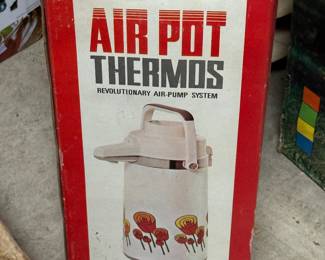 AIR POT
THERMOS
REVOLUTIONARY AIR-PUMP SYSTEM